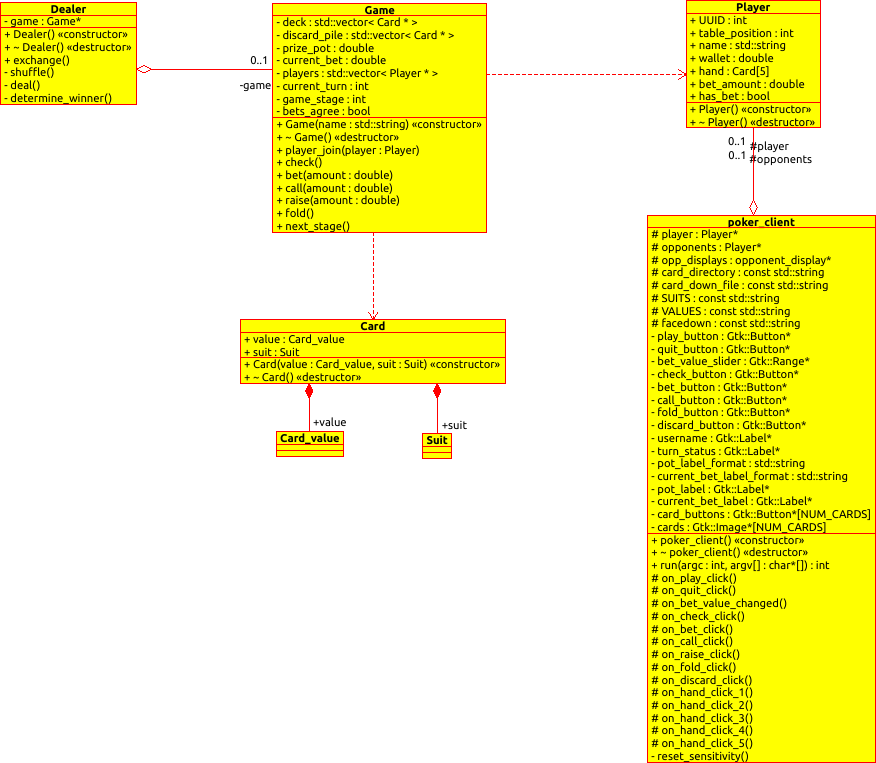 Dealer
- game : Game*
+ Dealer() «constructor»
+ ~ Dealer() «destructor»
+ exchange()
- shuffle()
- deal()
- determine_winner()
0..1
-game
Game
- deck : std::vector< Card * >
- discard_pile : std::vector< Card * >
- prize_pot : double
- current_bet : double
- players : std::vector< Player * >
- current_turn : int
- game_stage : int
- bets_agree : bool
+ Game(name : std::string) «constructor»
+ ~ Game() «destructor»
+ player_join(player : Player)
+ check()
+ bet(amount : double)
+ call(amount : double)
+ raise(amount : double)
+ fold()
+ next_stage()
Player
+ UUID : int
+ table_position : int
+ name : std::string
+ wallet : double
+ hand : Card[5]
+ bet_amount : double
+ has_bet : bool
+ Player() «constructor»
+ ~ Player() «destructor»
0..1 #player
0..1 #opponents
Card
+ value : Card_value
+ suit : Suit
+ Card(value : Card_value, suit : Suit) «constructor»
+ ~ Card() «destructor»
+value
+suit
Card_value
Suit
poker_client
# player : Player*
# opponents : Player*
# opp_displays : opponent_display*
# card_directory : const std::string
# card_down_file : const std::string
# SUITS : const std::string
# VALUES : const std::string
# facedown : const std::string
- play_button : Gtk::Button*
- quit_button : Gtk::Button*
- bet_value_slider : Gtk::Range*
- check_button : Gtk::Button*
- bet_button : Gtk::Button*
- call_button : Gtk::Button*
- fold_button : Gtk::Button*
- discard_button : Gtk::Button*
- username : Gtk::Label*
- turn_status : Gtk::Label*
- pot_label_format : std::string
- current_bet_label_format : std::string
- pot_label : Gtk::Label*
- current_bet_label : Gtk::Label*
- card_buttons : Gtk::Button*[NUM_CARDS]
- cards : Gtk::Image*[NUM_CARDS]
+ poker_client() «constructor»
+ ~ poker_client() «destructor»
+ run(argc : int, argv[] : char*[]) : int
# on_play_click()
# on_quit_click()
# on_bet_value_changed()
# on_check_click()
# on_bet_click()
# on_call_click()
# on_raise_click()
# on_fold_click()
# on_discard_click()
# on_hand_click_1()
# on_hand_click_2()
# on_hand_click_3()
# on_hand_click_4()
# on_hand_click_5()
- reset_sensitivity()